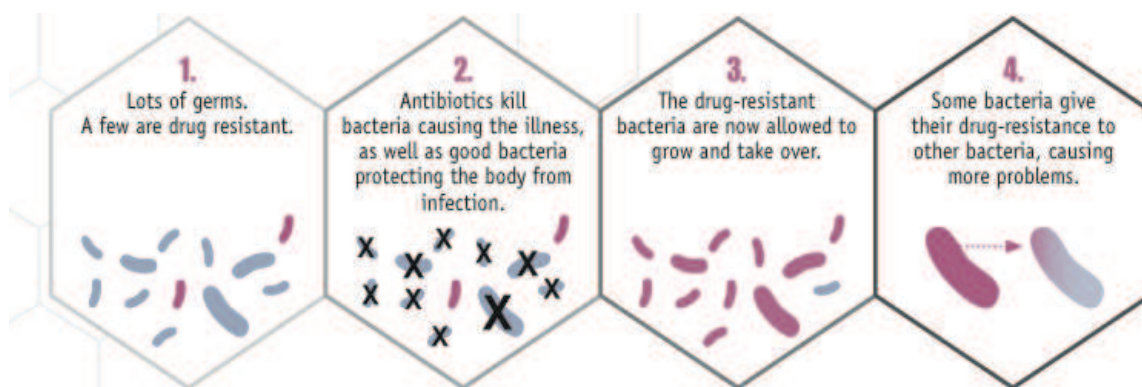 1.
Lots of germs.
A few are drug resistant.
2.
Antibiotics kill
bacteria causing the illness,
as well as good bacteria
protecting the body from
infection.
X X X X X X X X X X
3.
The drug-resistant
bacteria are now allowed to
grow and take over.
4.
Some bacteria give
their drug-resistance to
other bacteria, causing
more problems.